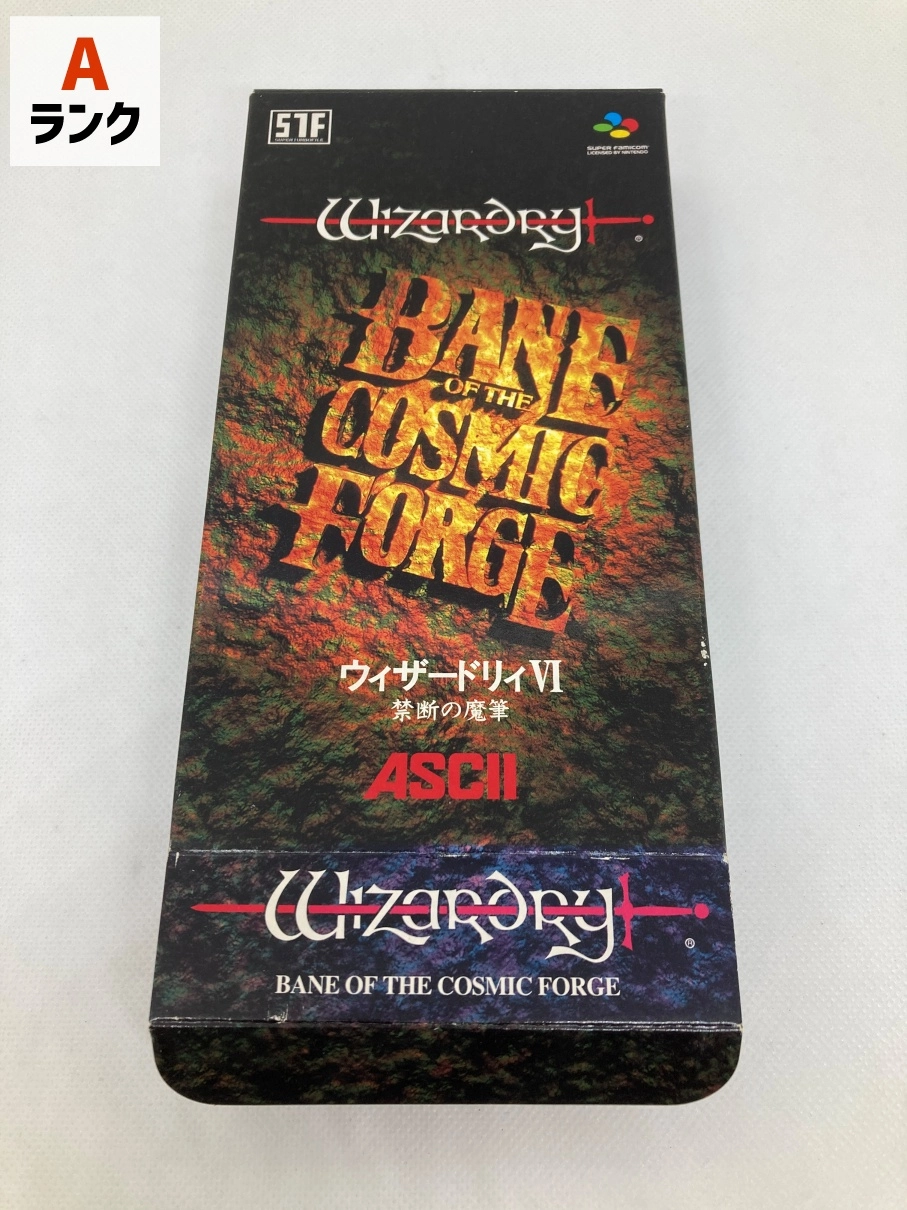 A
ランク
STF
SUPER FAMICOM
LICENSED BY NINTENDO
Wizardry
®
BANE
OF THE
COSMIC
FORGE
ウィザードリィVI
禁断の魔筆
ASCII
Wizardry
®
BANE OF THE COSMIC FORGE